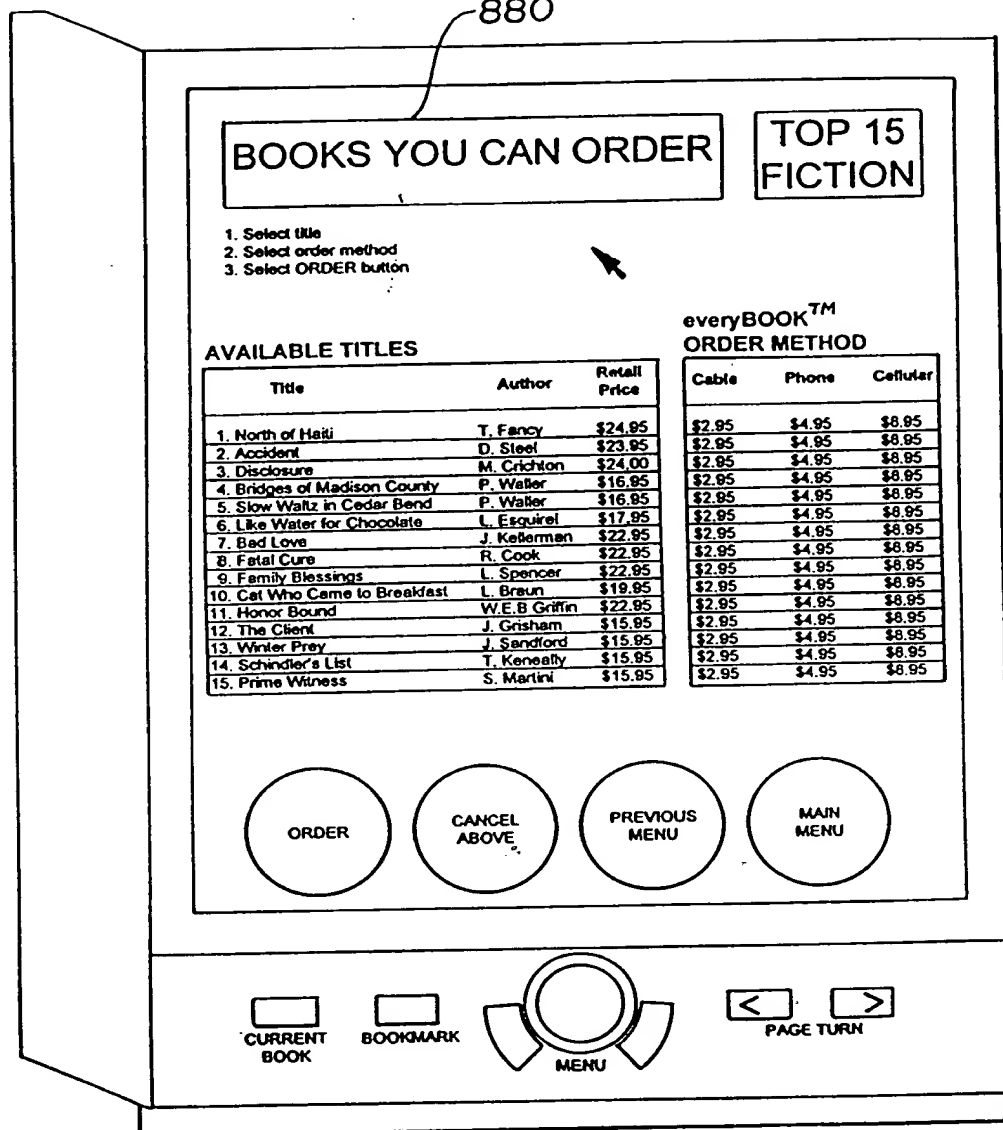 880
BOOKS YOU CAN ORDER
TOP 15
FICTION
1. Select title
2. Select order method
3. Select ORDER button
everyBOOK™
AVAILABLE TITLES ORDER METHOD
Title Author Retail Price Cable Phone Cellular
1. North of Haiti T. Fancy $24.95 $2.95 $4.95 $8.95
2. Accident D. Steel $23.95 $2.95 $4.95 $8.95
3. Disclosure M. Crichton $24.00 $2.95 $4.95 $8.95
4. Bridges of Madison County P. Waller $16.95 $2.95 $4.95 $8.95
5. Slow Waltz in Cedar Bend P. Waller $16.95 $2.95 $4.95 $8.95
6. Like Water for Chocolate L. Esquirel $17.95 $2.95 $4.95 $8.95
7. Bad Love J. Kellerman $22.95 $2.95 $4.95 $8.95
8. Fatal Cure R. Cook $22.95 $2.95 $4.95 $8.95
9. Family Blessings L. Spencer $22.95 $2.95 $4.95 $8.95
10. Cat Who Came to Breakfast L. Braun $19.95 $2.95 $4.95 $8.95
11. Honor Bound W.E.B Griffin $22.95 $2.95 $4.95 $8.95
12. The Client J. Grisham $15.95 $2.95 $4.95 $8.95
13. Winter Prey J. Sandford $15.95 $2.95 $4.95 $8.95
14. Schindler's List T. Keneally $15.95 $2.95 $4.95 $8.95
15. Prime Witness S. Martini $15.95 $2.95 $4.95 $8.95
ORDER
CANCEL
ABOVE
PREVIOUS
MENU
MAIN
MENU
CURRENT
BOOK
BOOKMARK
MENU
< >
PAGE TURN